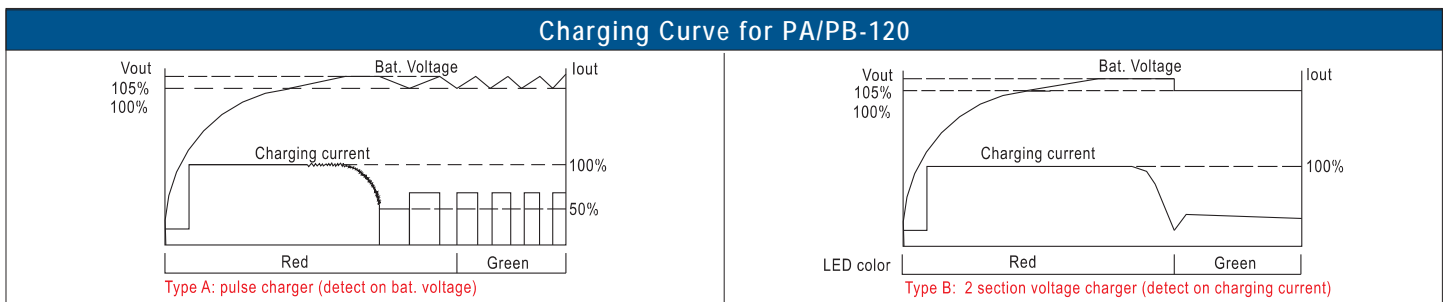 Charging Curve for PA/PB-120
Vout
105%
100%
Bat. Voltage
Iout
Charging current
100%
50%
Red
Green
Type A: pulse charger (detect on bat. voltage)
Vout
105%
100%
Bat. Voltage
Iout
Charging current
100%
LED color
Red
Green
Type B: 2 section voltage charger (detect on charging current)